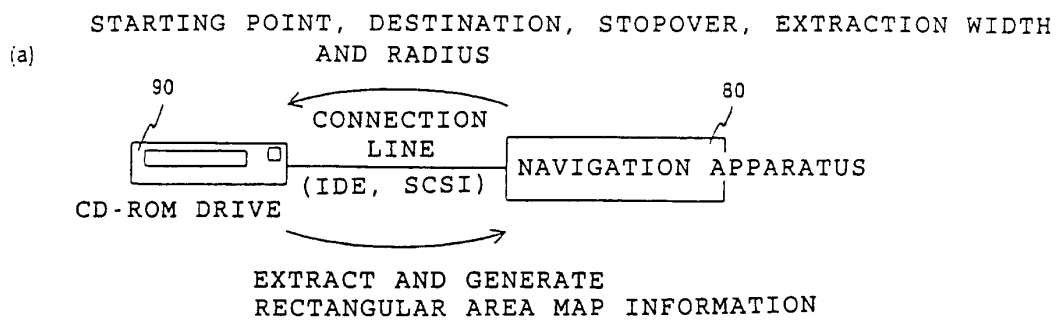 STARTING POINT, DESTINATION, STOPOVER, EXTRACTION WIDTH
AND RADIUS
(a)
90
80
CONNECTION
LINE
(IDE, SCSI)
NAVIGATION APPARATUS
CD-ROM DRIVE
EXTRACT AND GENERATE
RECTANGULAR AREA MAP INFORMATION